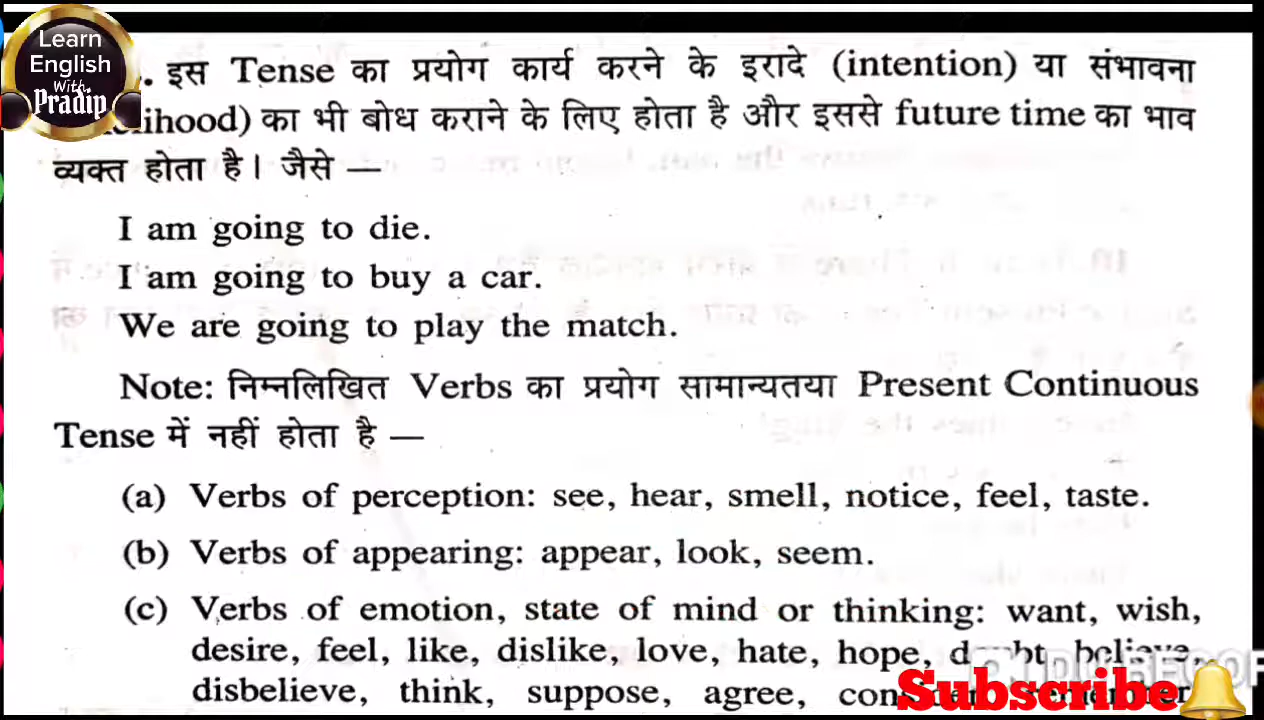 Learn
English
With
Pradip
. इस Tense का प्रयोग कार्य करने के इरादे (intention) या संभावना
lihood) का भी बोध कराने के लिए होता है और इससे future time का भाव
व्यक्त होता है। जैसे —
I am going to die.
I am going to buy a car.
We are going to play the match.
Note: निम्नलिखित Verbs का प्रयोग सामान्यतया Present Continuous
Tense में नहीं होता है —
(a) Verbs of perception: see, hear, smell, notice, feel, taste.
(b) Verbs of appearing: appear, look, seem.
(c) Verbs of emotion, state of mind or thinking: want, wish,
desire, feel, like, dislike, love, hate, hope, believe,
disbelieve, think, suppose, agree,
Subscribe